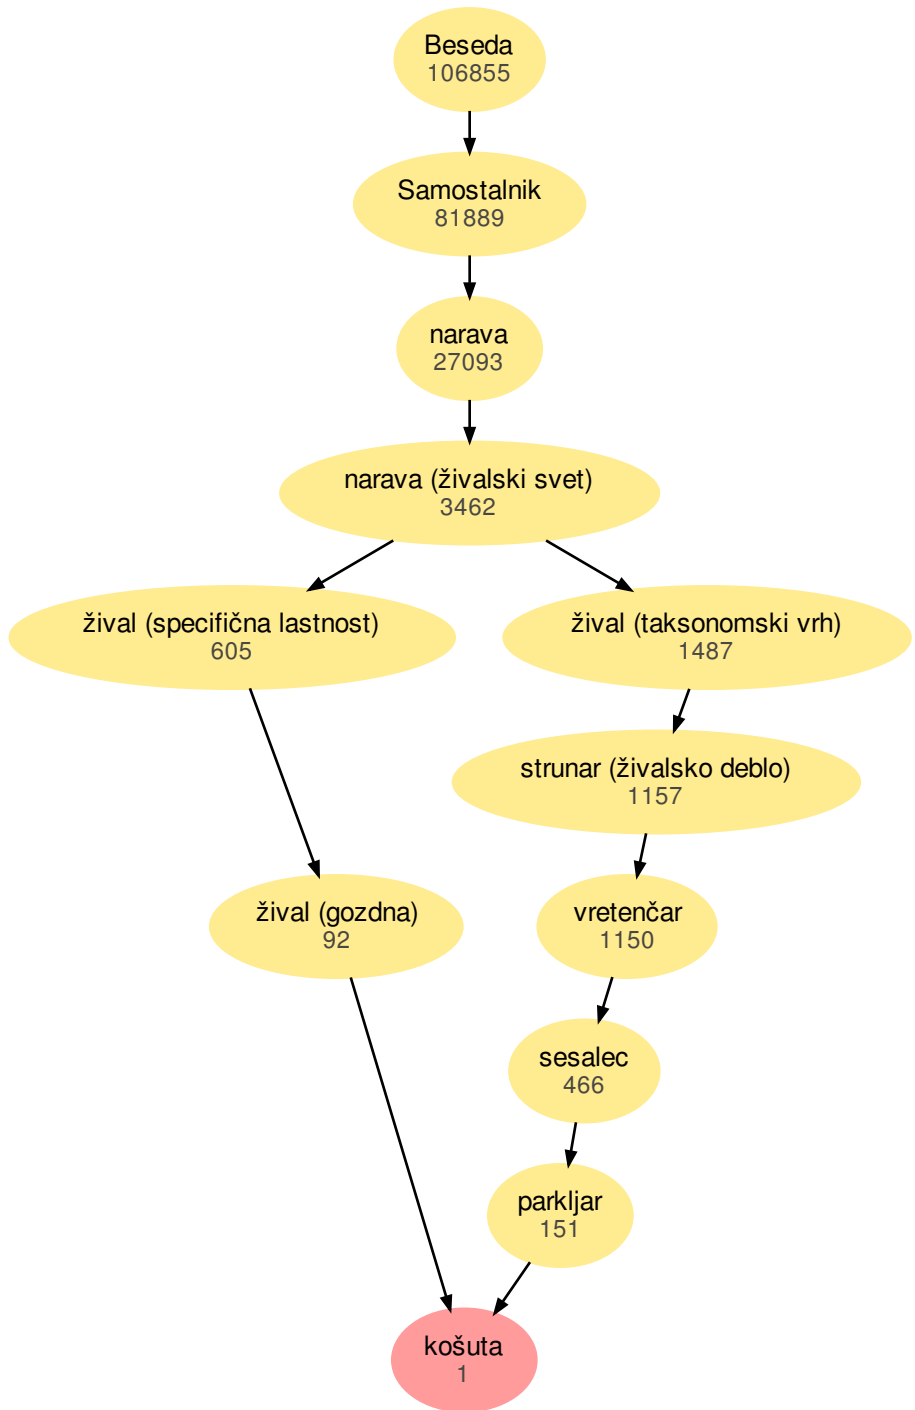 Beseda
106855
Samostalnik
81889
narava
27093
narava (živalski svet)
3462
žival (specifična lastnost)
605
žival (taksonomski vrh)
1487
strunar (živalsko deblo)
1157
žival (gozdna)
92
vretenčar
1150
sesalec
466
parkljar
151
košuta
1